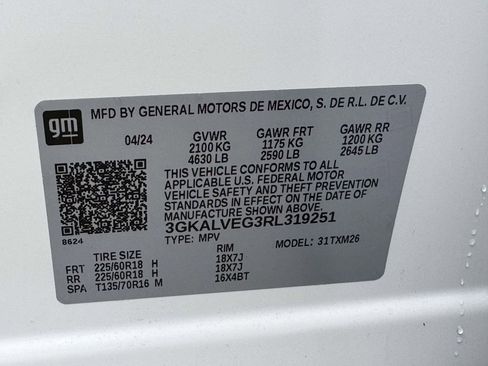 gm
MFD BY GENERAL MOTORS DE MEXICO, S. DE R.L. DE C.V.
04/24 GVWR GAWR FRT GAWR RR
2100 KG 1175 KG 1200 KG
4630 LB 2590 LB 2645 LB
THIS VEHICLE CONFORMS TO ALL
APPLICABLE U.S. FEDERAL MOTOR
VEHICLE SAFETY AND THEFT PREVENTION
STANDARDS IN EFFECT ON THE DATE OF
MANUFACTURE SHOWN ABOVE.
3GKALVEG3RL319251
8624 TYPE: MPV MODEL: 31TXM26
TIRE SIZE RIM
FRT 225/60R18 H 18X7J
RR 225/60R18 H 18X7J
SPA T135/70R16 M 16X4BT